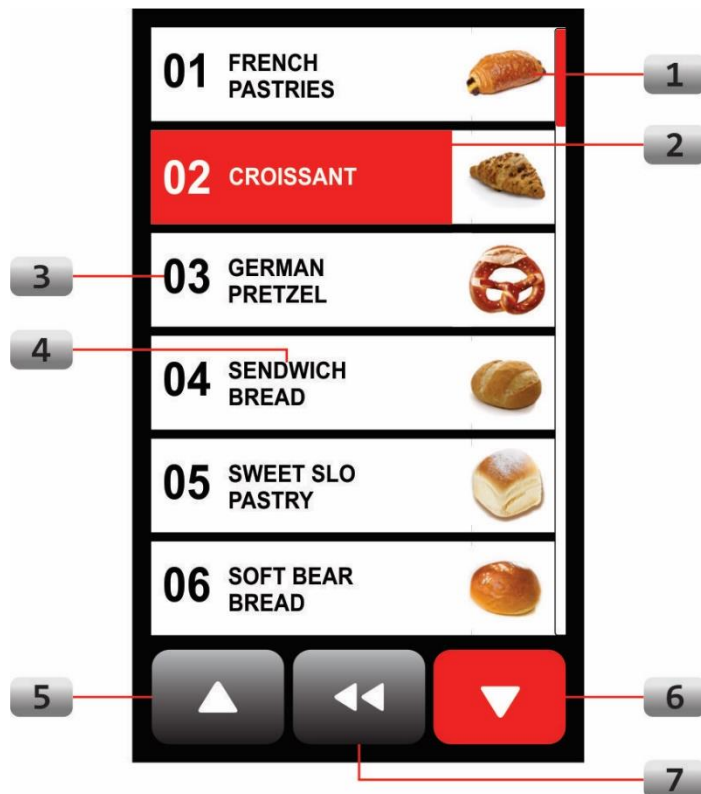 01 FRENCH
PASTRIES
1
2
02 CROISSANT
3
03 GERMAN
PRETZEL
4
04 SENDWICH
BREAD
05 SWEET SLO
PASTRY
06 SOFT BEAR
BREAD
5
6
7